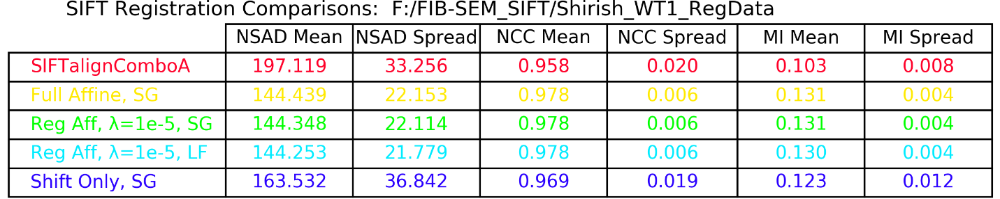 SIFT Registration Comparisons:  F:/FIB-SEM_SIFT/Shirish_WT1_RegData
NSAD Mean NSAD Spread NCC Mean NCC Spread MI Mean MI Spread
SIFTalignComboA 197.119 33.256 0.958 0.020 0.103 0.008
Full Affine, SG 144.439 22.153 0.978 0.006 0.131 0.004
Reg Aff, λ=1e-5, SG 144.348 22.114 0.978 0.006 0.131 0.004
Reg Aff, λ=1e-5, LF 144.253 21.779 0.978 0.006 0.130 0.004
Shift Only, SG 163.532 36.842 0.969 0.019 0.123 0.012